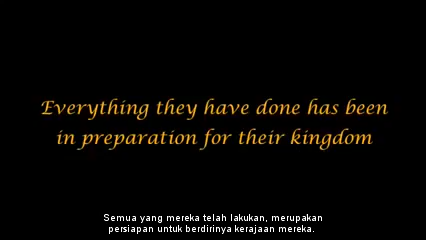 Everything they have done has been
in preparation for their kingdom
Semua yang mereka telah lakukan, merupakan
persiapan untuk berdirinya kerajaan mereka.